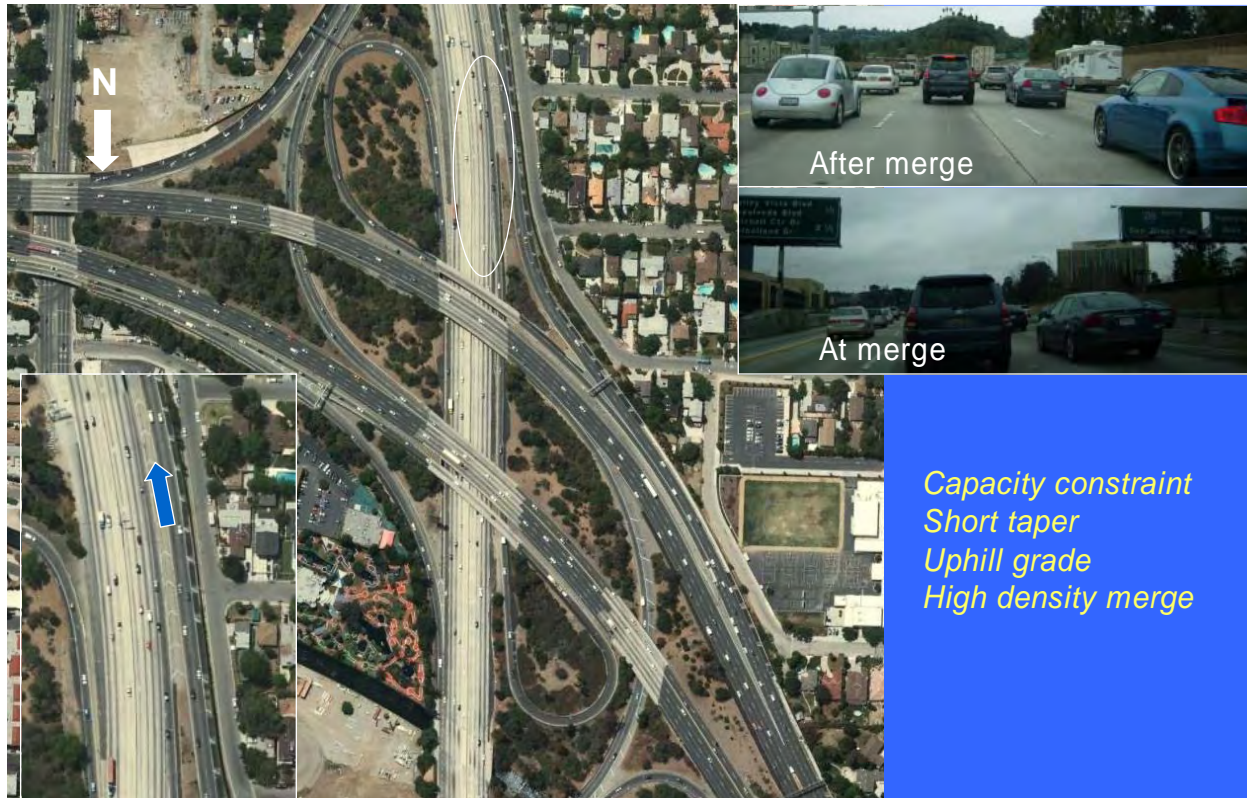 N
After merge
At merge
Capacity constraint
Short taper
Uphill grade
High density merge